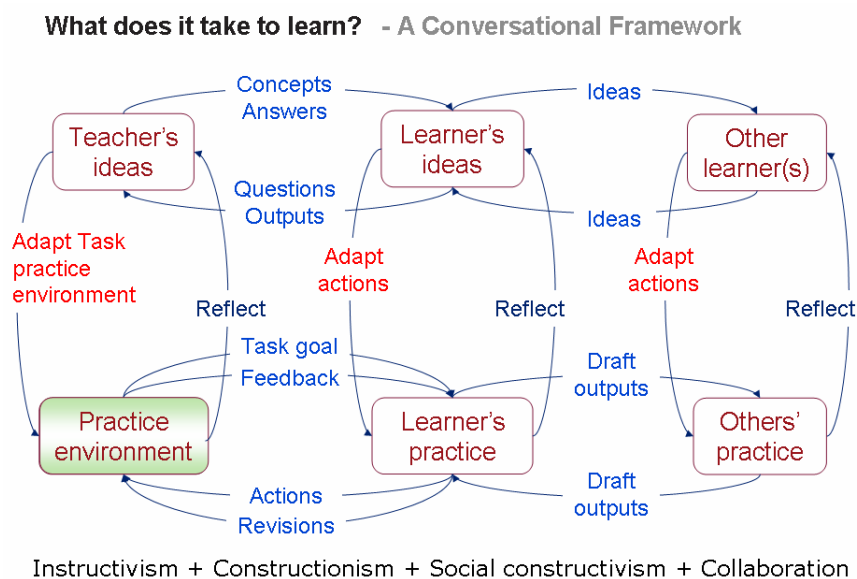 What does it take to learn? - A Conversational Framework
Concepts
Answers
Ideas
Teacher's
ideas
Learner's
ideas
Other
learner(s)
Questions
Outputs
Ideas
Adapt Task
practice
environment
Adapt
actions
Adapt
actions
Reflect
Reflect
Reflect
Task goal
Feedback
Draft
outputs
Practice
environment
Learner's
practice
Others'
practice
Actions
Revisions
Draft
outputs
Instructivism + Constructionism + Social constructivism + Collaboration